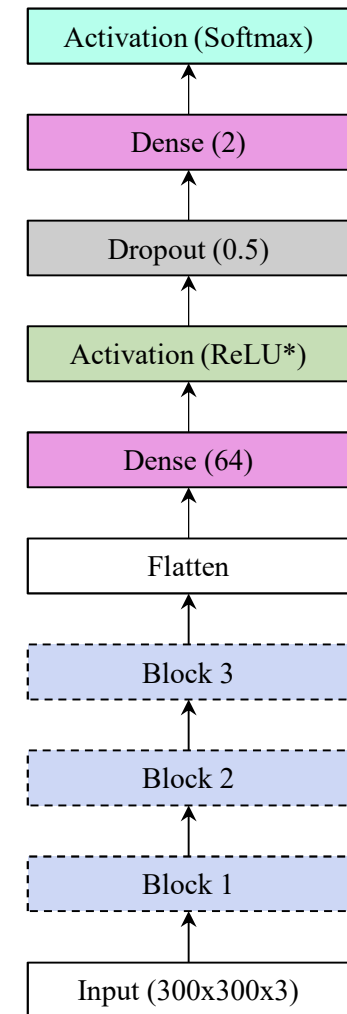 Activation (Softmax)
Dense (2)
Dropout (0.5)
Activation (ReLU*)
Dense (64)
Flatten
Block 3
Block 2
Block 1
Input (300x300x3)